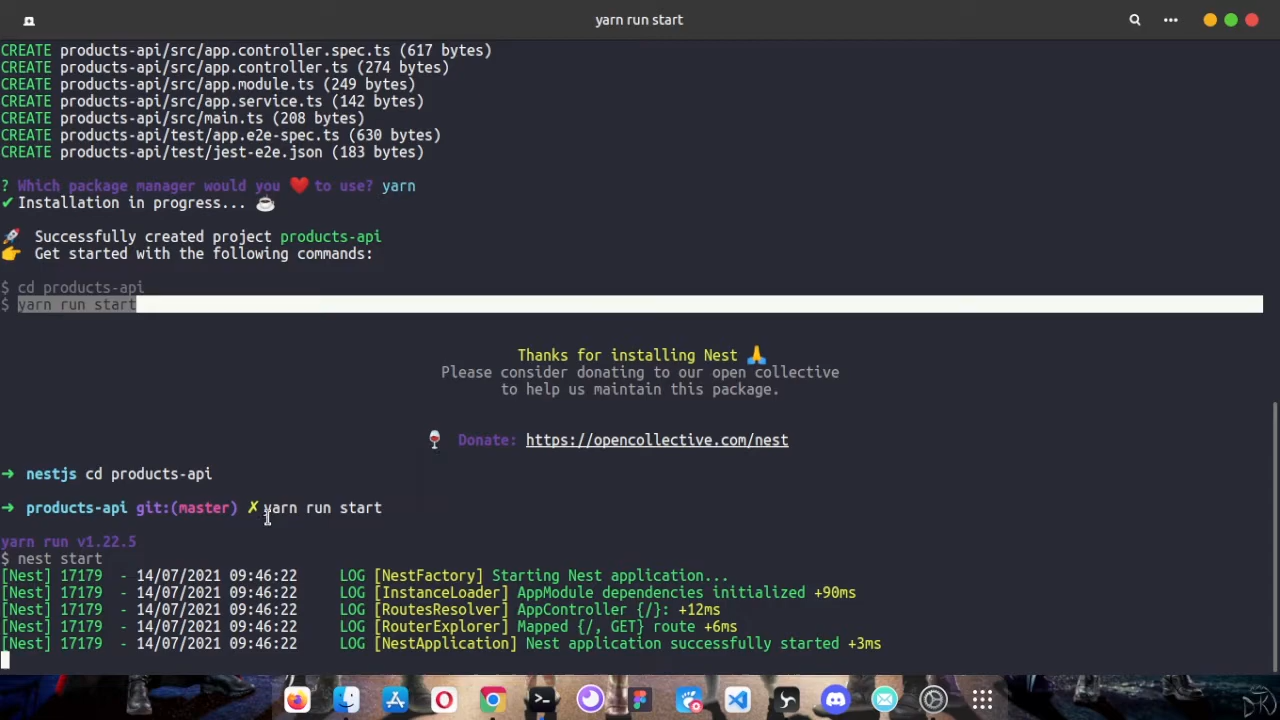 yarn run start
CREATE products-api/src/app.controller.spec.ts (617 bytes)
CREATE products-api/src/app.controller.ts (274 bytes)
CREATE products-api/src/app.module.ts (249 bytes)
CREATE products-api/src/app.service.ts (142 bytes)
CREATE products-api/src/main.ts (208 bytes)
CREATE products-api/test/app.e2e-spec.ts (630 bytes)
CREATE products-api/test/jest-e2e.json (183 bytes)
? Which package manager would you ❤️ to use? yarn
✔ Installation in progress... ☕
🚀 Successfully created project products-api
👉 Get started with the following commands:
$ cd products-api
$ yarn run start
Thanks for installing Nest 🙏
Please consider donating to our open collective
to help us maintain this package.
🍷 Donate: https://opencollective.com/nest
➜ nestjs cd products-api
➜ products-api git:(master) ✗ yarn run start
yarn run v1.22.5
$ nest start
[Nest] 17179 - 14/07/2021 09:46:22 LOG [NestFactory] Starting Nest application...
[Nest] 17179 - 14/07/2021 09:46:22 LOG [InstanceLoader] AppModule dependencies initialized +90ms
[Nest] 17179 - 14/07/2021 09:46:22 LOG [RoutesResolver] AppController {/}: +12ms
[Nest] 17179 - 14/07/2021 09:46:22 LOG [RouterExplorer] Mapped {/, GET} route +6ms
[Nest] 17179 - 14/07/2021 09:46:22 LOG [NestApplication] Nest application successfully started +3ms